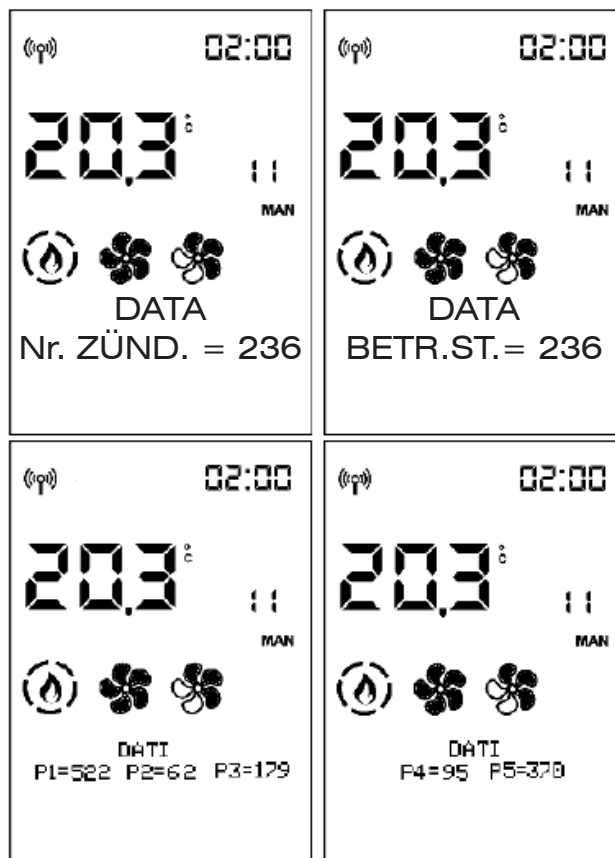 02:00
20,3 °C
11
MAN
DATA
Nr. ZÜND. = 236
02:00
20,3 °C
11
MAN
DATA
BETR.ST.= 236
02:00
20,3 °C
11
MAN
DATI
P1=522 P2=62 P3=179
02:00
20,3 °C
11
MAN
DATI
P4=95 P5=370